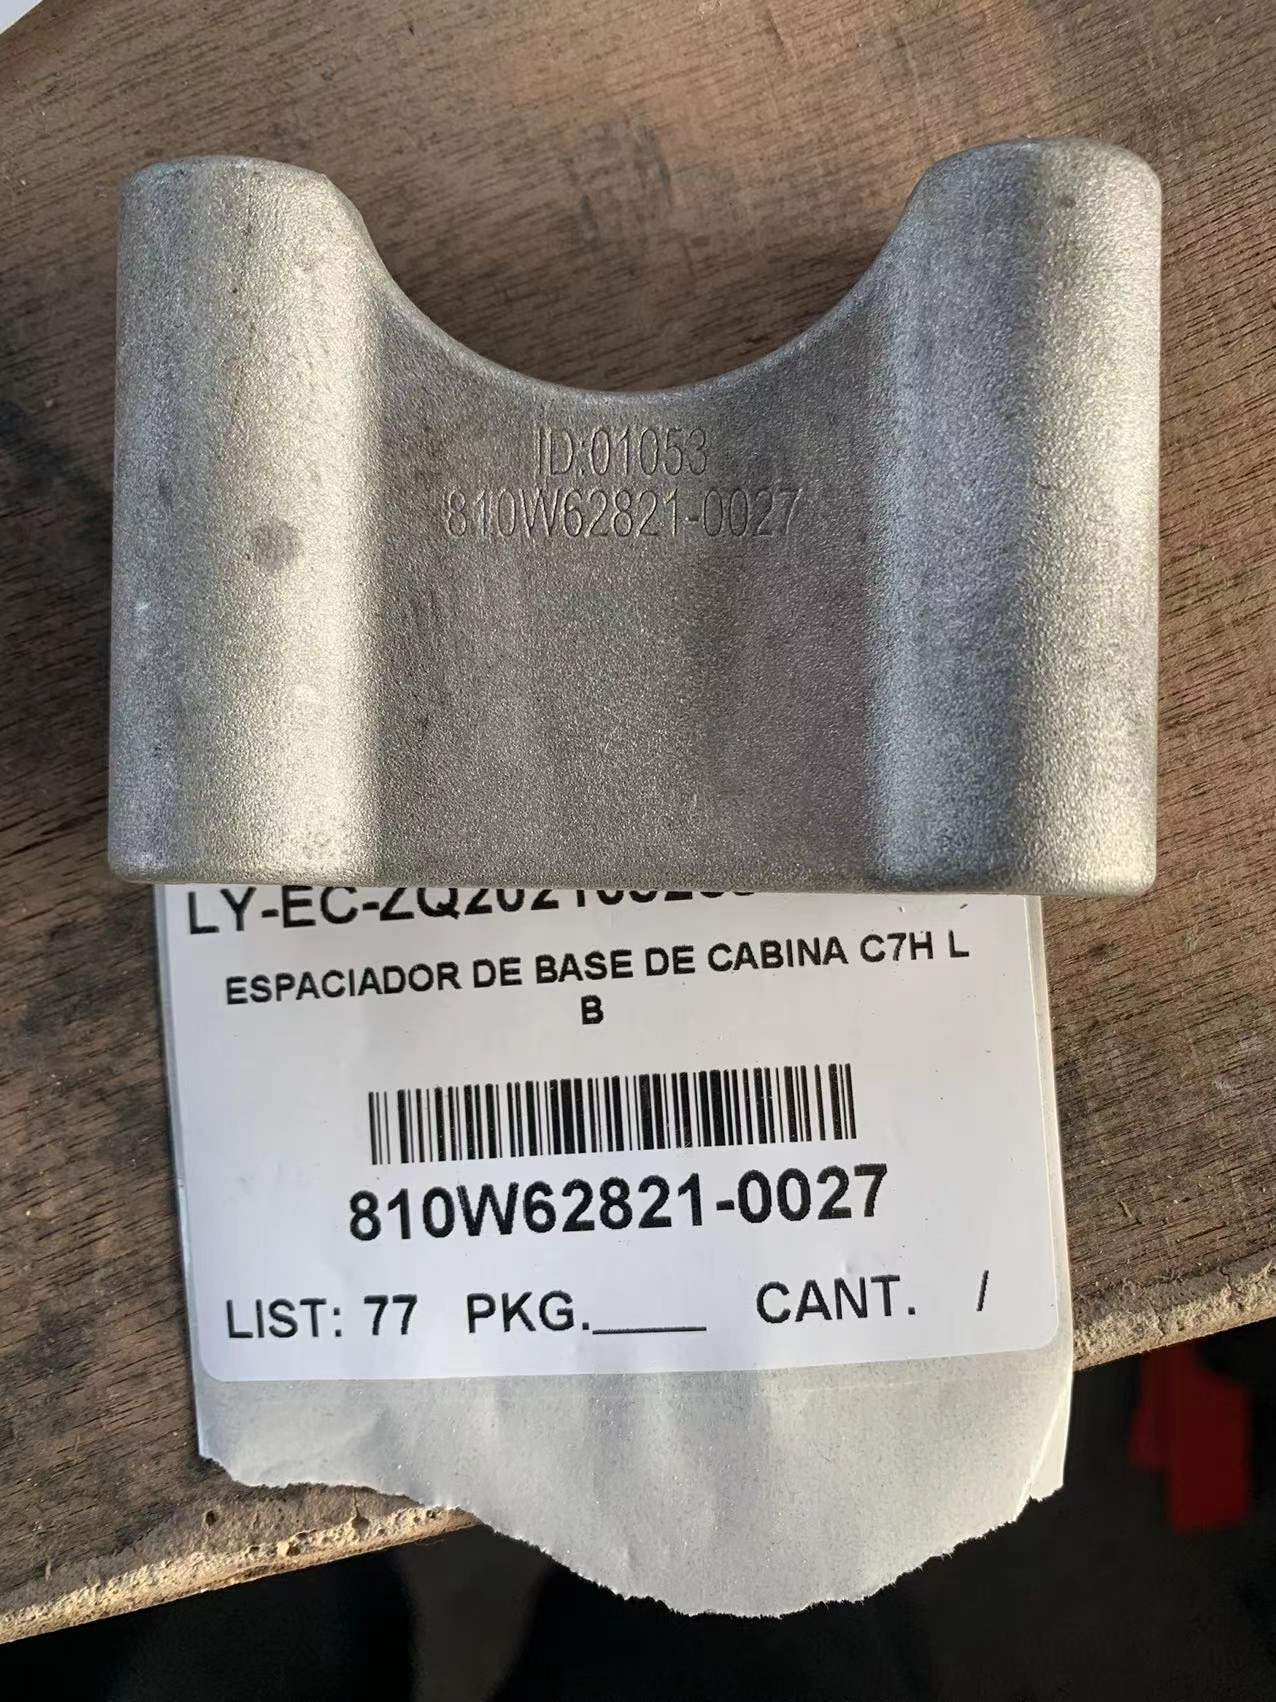 ID:01053
810W62821-0027
ESPACIADOR DE BASE DE CABINA C7H L
B
810W62821-0027
LIST: 77 PKG.____ CANT. /